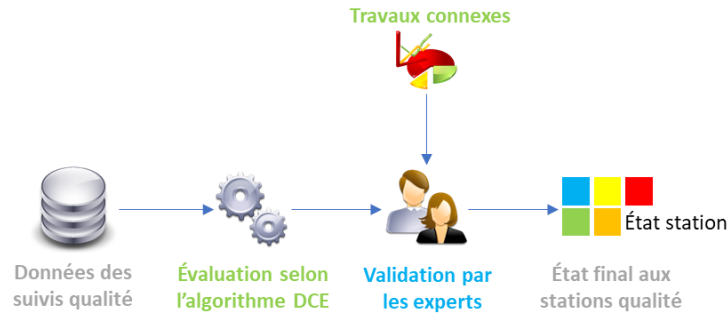 Travaux connexes
État station
Données des
suivis qualité
Évaluation selon
l'algorithme DCE
Validation par
les experts
État final aux
stations qualité